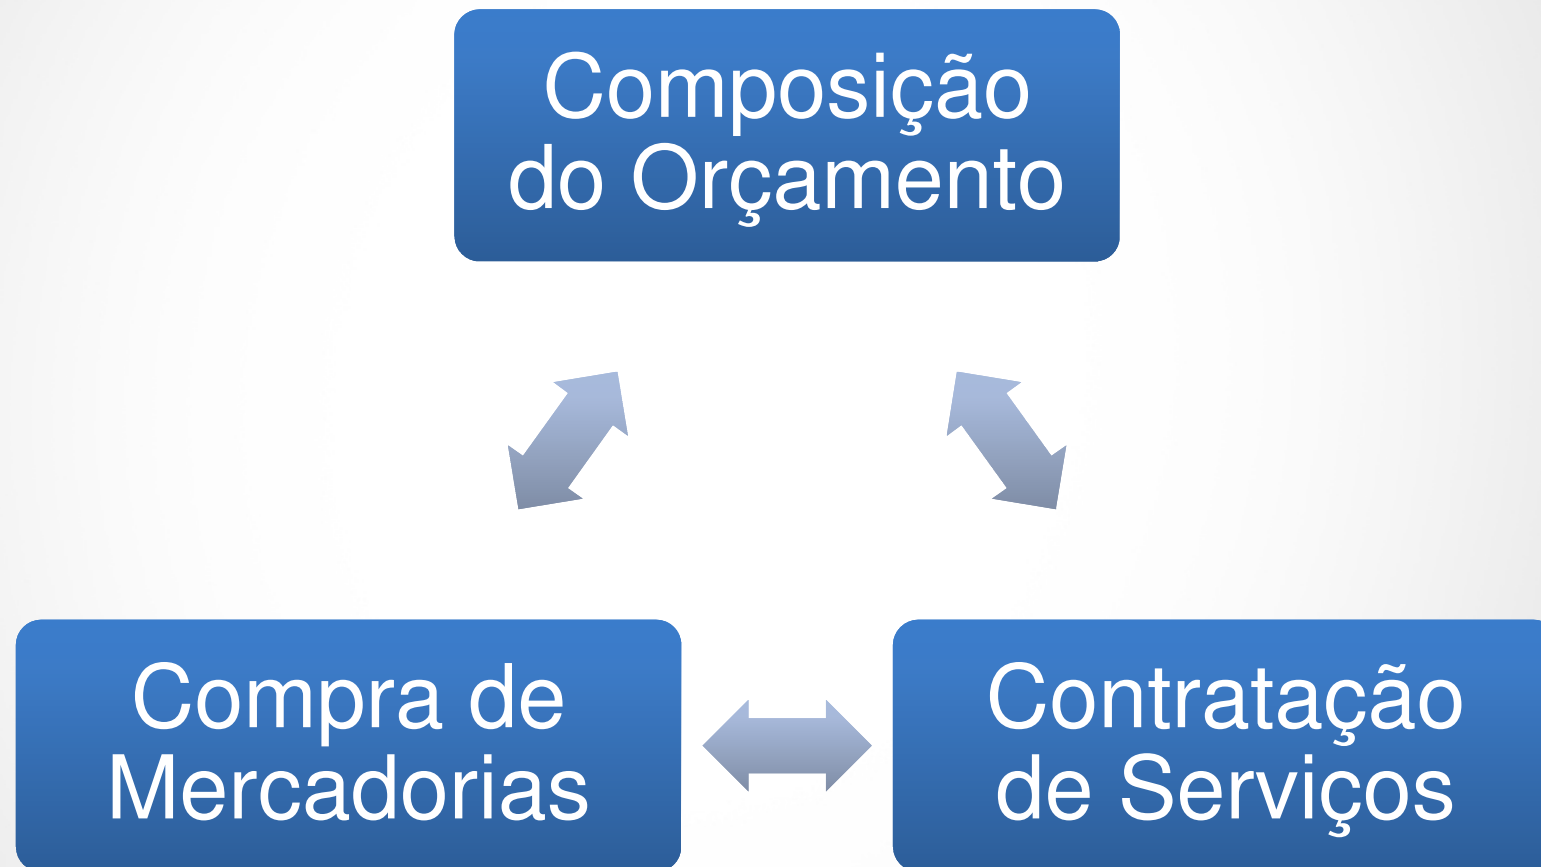 Composição
do Orçamento
Compra de
Mercadorias
Contratação
de Serviços